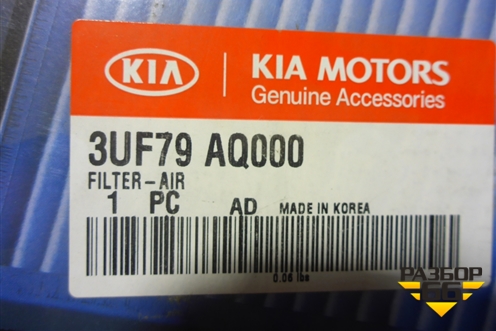 KIA
KIA MOTORS
Genuine Accessories
3UF79 AQ000
FILTER-AIR
1 PC AD MADE IN KOREA
0.06 lbs
РАЗБОР
66